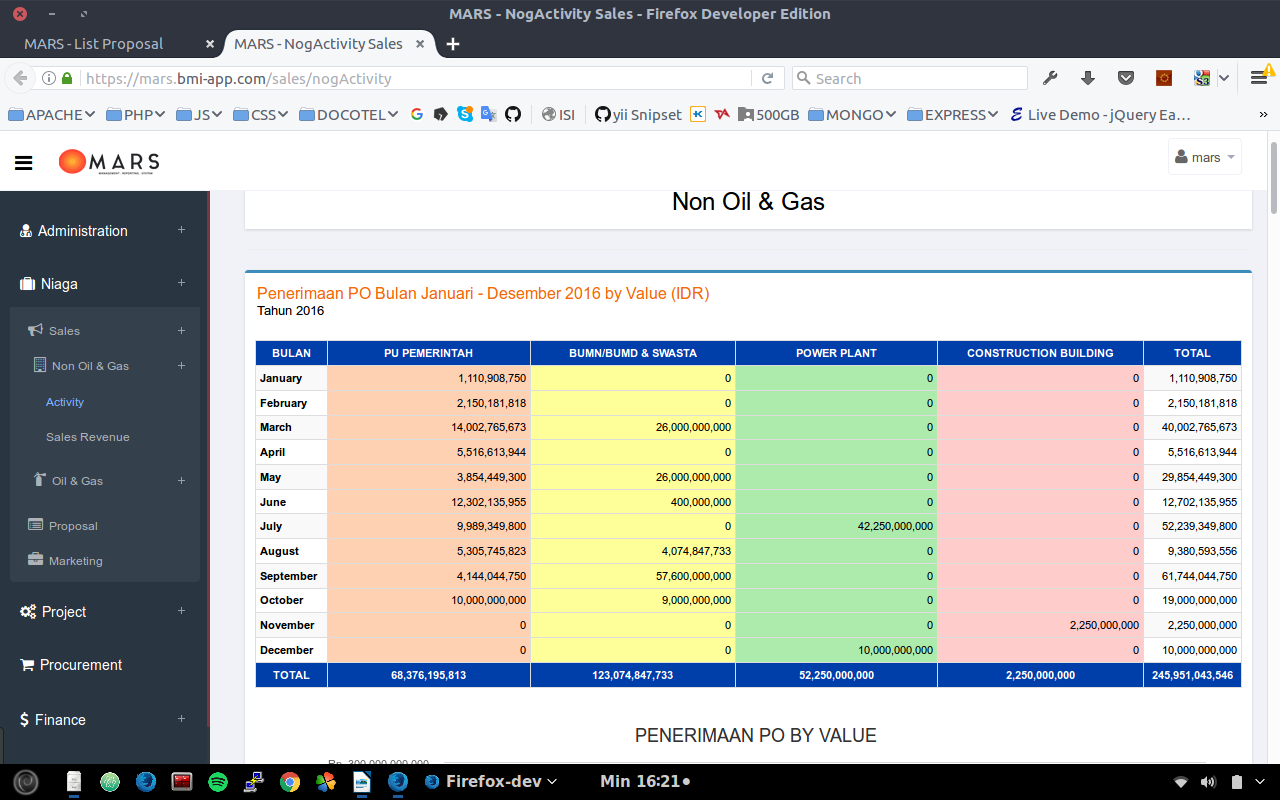 MARS - NogActivity Sales - Firefox Developer Edition
MARS - List Proposal
MARS - NogActivity Sales
https://mars.bmi-app.com/sales/nogActivity
Search
APACHE PHP JS CSS DOCOTEL ISI yii Snipset 500GB MONGO EXPRESS Live Demo - jQuery Ea…
MARS
mars
Administration
Niaga
Sales
Non Oil & Gas
Activity
Sales Revenue
Oil & Gas
Proposal
Marketing
Project
Procurement
Finance
Non Oil & Gas
Penerimaan PO Bulan Januari - Desember 2016 by Value (IDR)
Tahun 2016
BULAN PU PEMERINTAH BUMN/BUMD & SWASTA POWER PLANT CONSTRUCTION BUILDING TOTAL
January 1,110,908,750 0 0 0 1,110,908,750
February 2,150,181,818 0 0 0 2,150,181,818
March 14,002,765,673 26,000,000,000 0 0 40,002,765,673
April 5,516,613,944 0 0 0 5,516,613,944
May 3,854,449,300 26,000,000,000 0 0 29,854,449,300
June 12,302,135,955 400,000,000 0 0 12,702,135,955
July 9,989,349,800 0 42,250,000,000 0 52,239,349,800
August 5,305,745,823 4,074,847,733 0 0 9,380,593,556
September 4,144,044,750 57,600,000,000 0 0 61,744,044,750
October 10,000,000,000 9,000,000,000 0 0 19,000,000,000
November 0 0 0 2,250,000,000 2,250,000,000
December 0 0 10,000,000,000 0 10,000,000,000
TOTAL 68,376,195,813 123,074,847,733 52,250,000,000 2,250,000,000 245,951,043,546
PENERIMAAN PO BY VALUE
Rp. 300,000,000,000
Firefox-dev
Min 16:21